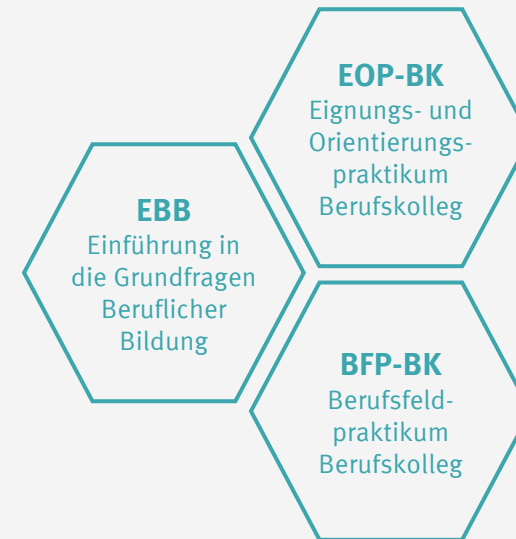 EOP-BK
Eignungs- und
Orientierungs-
praktikum
Berufskolleg
EBB
Einführung in
die Grundfragen
Beruflicher
Bildung
BFP-BK
Berufsfeld-
praktikum
Berufskolleg